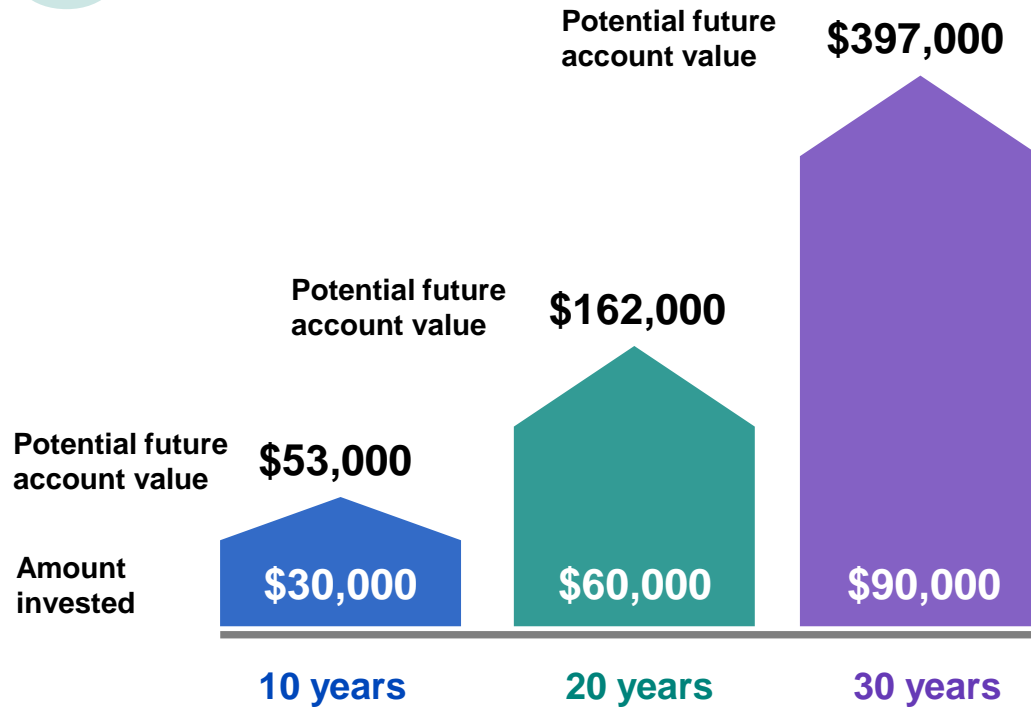 Potential future
account value
$397,000
Potential future
account value
$162,000
Potential future
account value
$53,000
Amount
invested
$30,000
$60,000
$90,000
10 years
20 years
30 years